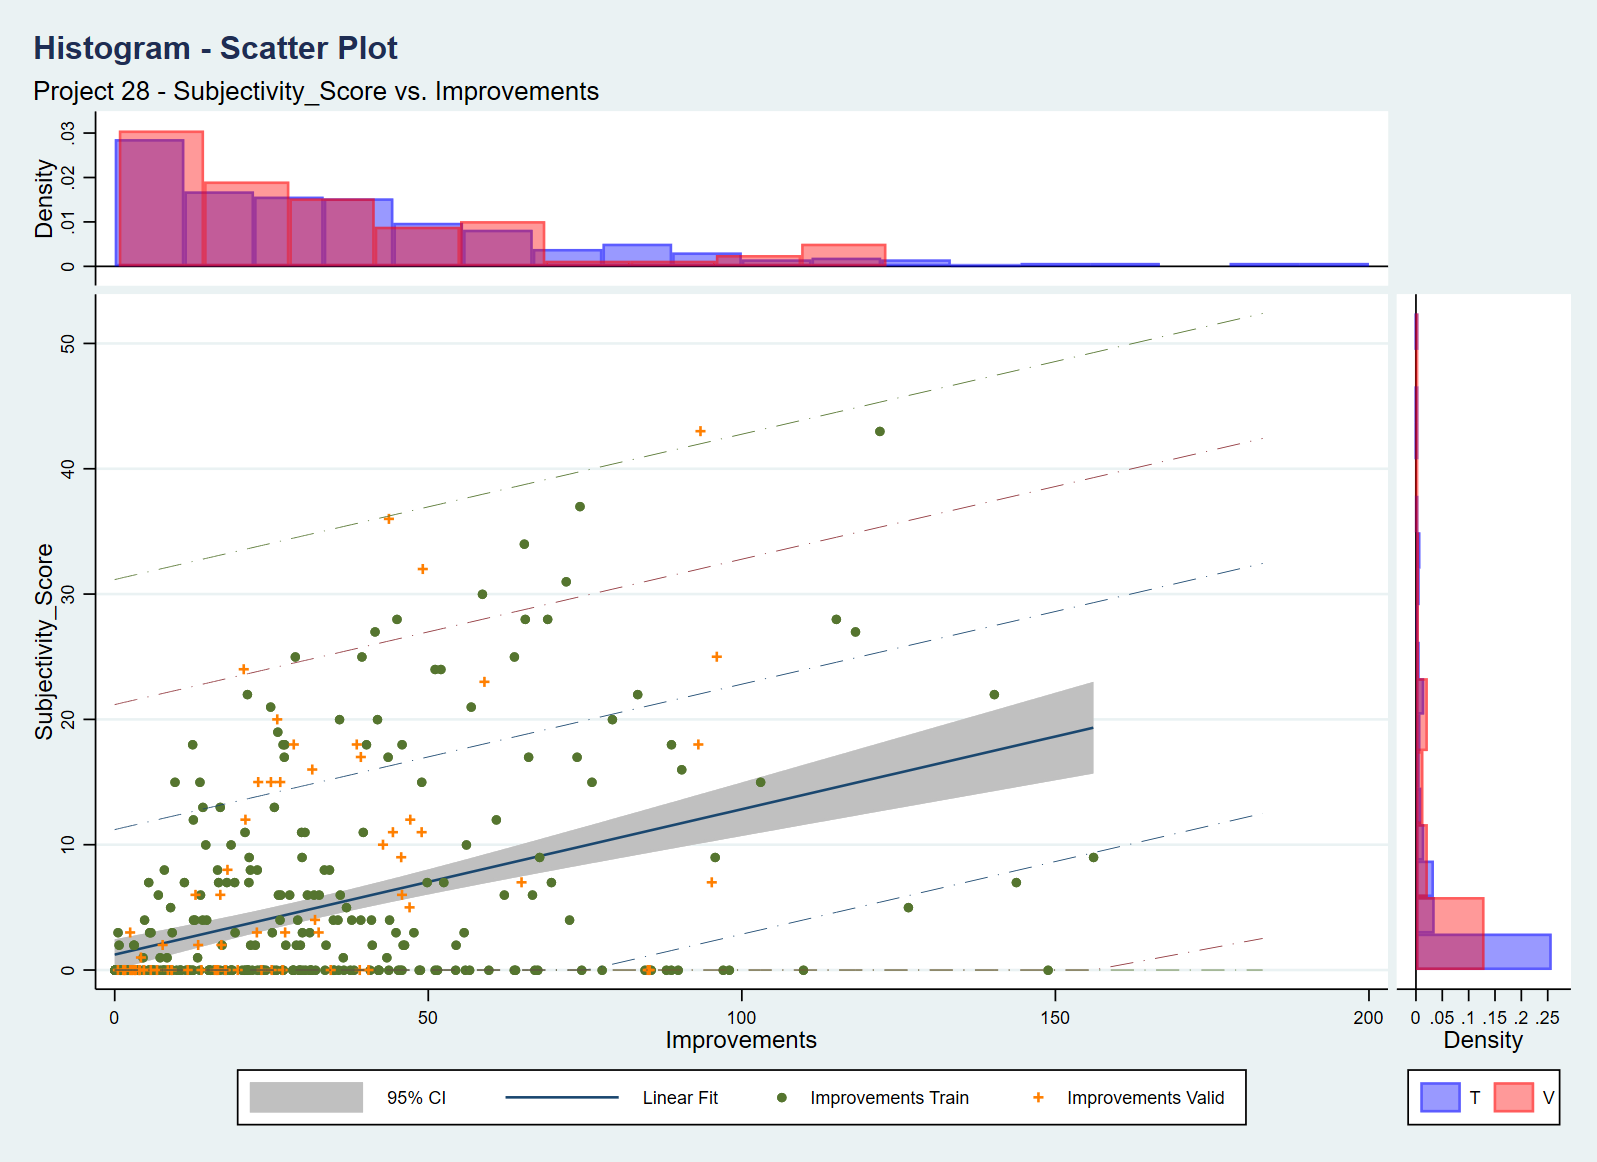 Histogram - Scatter Plot
Project 28 - Subjectivity_Score vs. Improvements
Density
.03
.02
.01
0
Subjectivity_Score
50
40
30
20
10
0
0 50 100 150 200
Improvements
0 .05 .1 .15 .2 .25
Density
95% CI Linear Fit Improvements Train Improvements Valid
T V